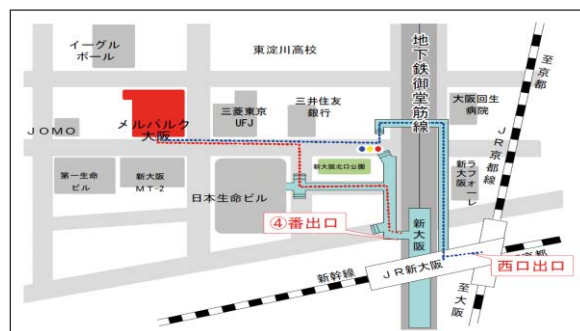 イーグル
ポール
東淀川高校
地下鉄御堂筋線
至京都
JOMO
メルパルク
大阪
三菱東京
UFJ
三井住友
銀行
大阪回生
病院
JR京都線
第一生命
ビル
新大阪
MT-2
日本生命ビル
新大阪北口公園
ラフォーレ
新大阪
④番出口
新大阪
西口出口
新幹線
JR新大阪
至大阪